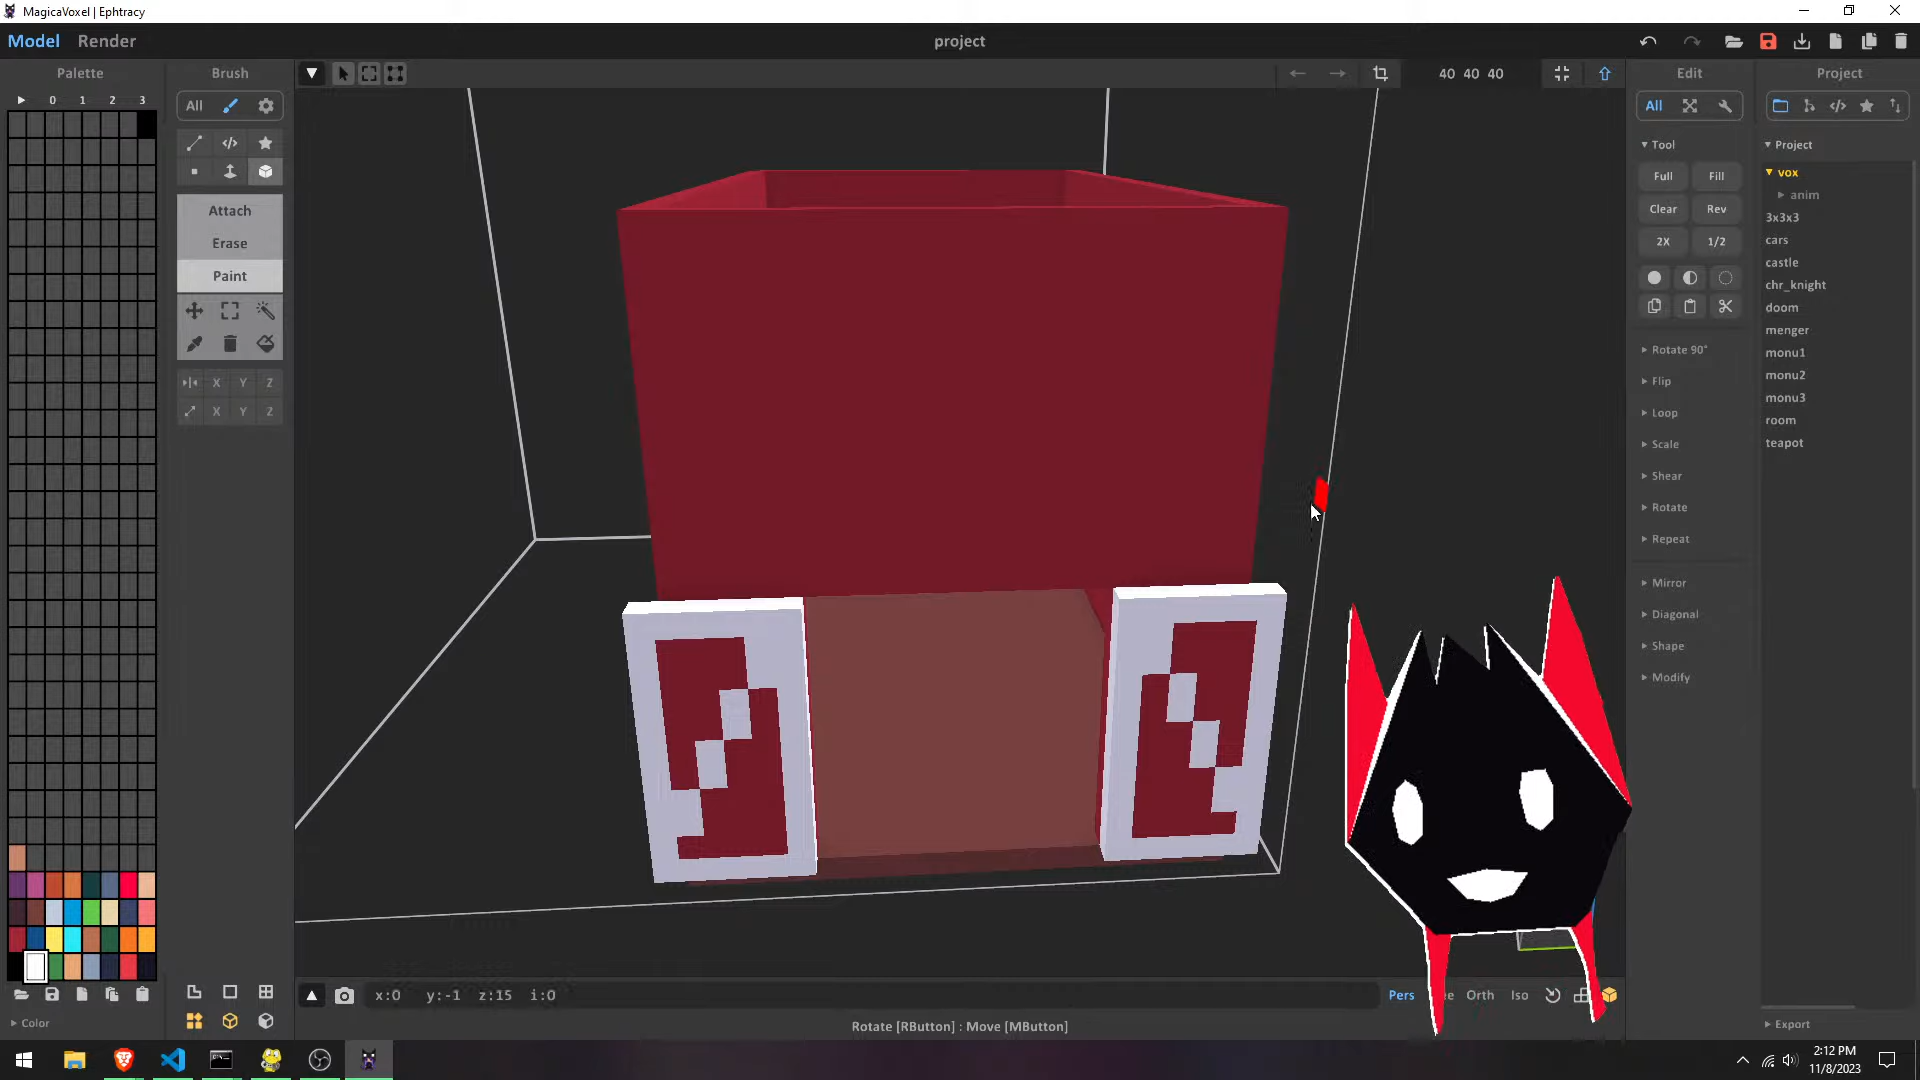 MagicaVoxel | Ephtracy
Model Render
project
Palette
0 1 2 3
Brush
All
Attach
Erase
Paint
X Y Z
X Y Z
40 40 40
Edit
All
Tool
Full Fill
Clear Rev
2X 1/2
Rotate 90°
Flip
Loop
Scale
Shear
Rotate
Repeat
Mirror
Diagonal
Shape
Modify
Project
Project
vox
anim
3x3x3
cars
castle
chr_knight
doom
menger
monu1
monu2
monu3
room
teapot
Export
Color
x:0 y:-1 z:15 i:0
Pers
Orth Iso
Rotate [RButton] : Move [MButton]
2:12 PM
11/8/2023